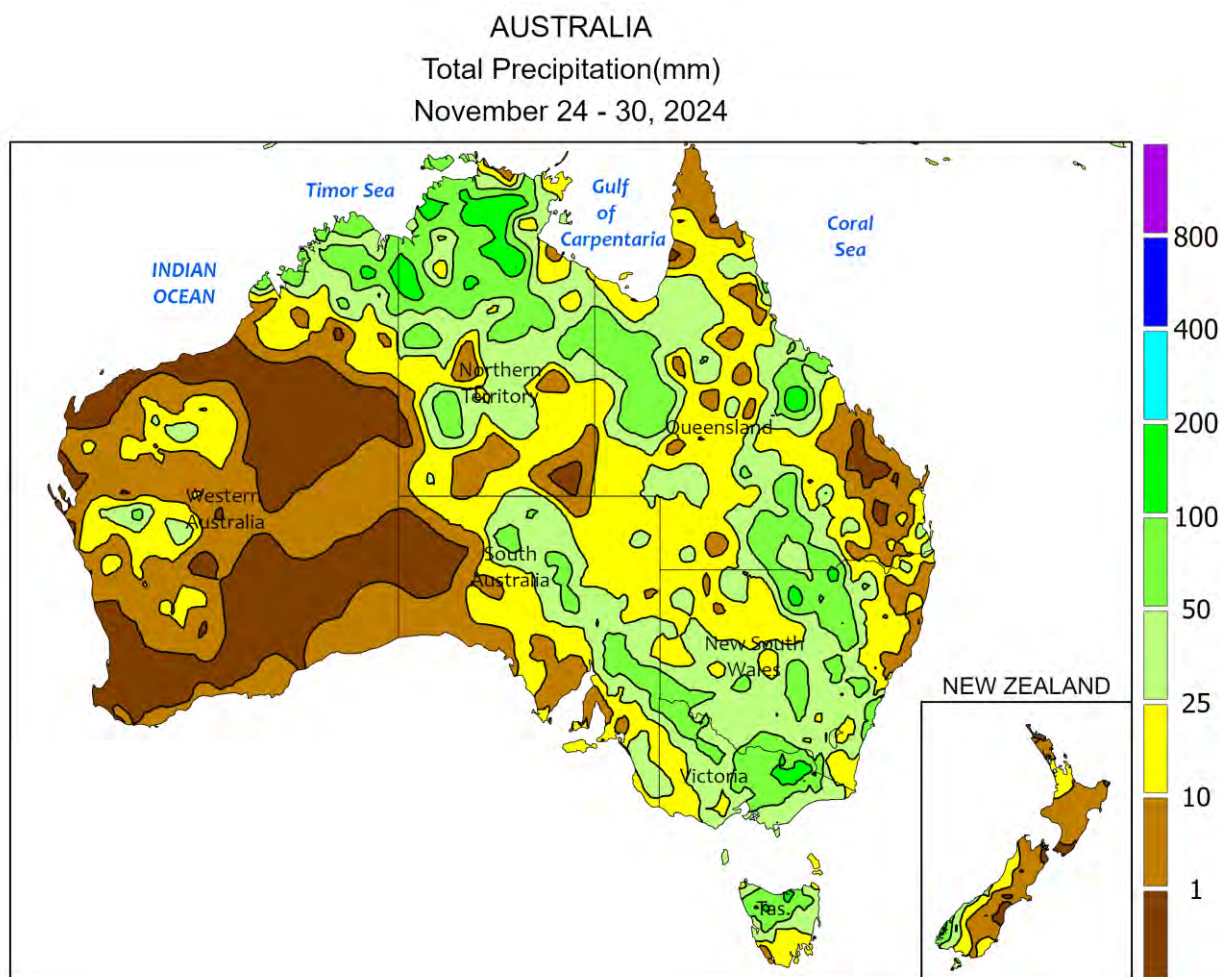 AUSTRALIA
Total Precipitation(mm)
November 24 - 30, 2024
Timor Sea
Gulf
of
Carpentaria
Coral
Sea
INDIAN
OCEAN
Northern
Territory
Queensland
Western
Australia
South
Australia
New South
Wales
Victoria
Tas.
NEW ZEALAND
800
400
200
100
50
25
10
1